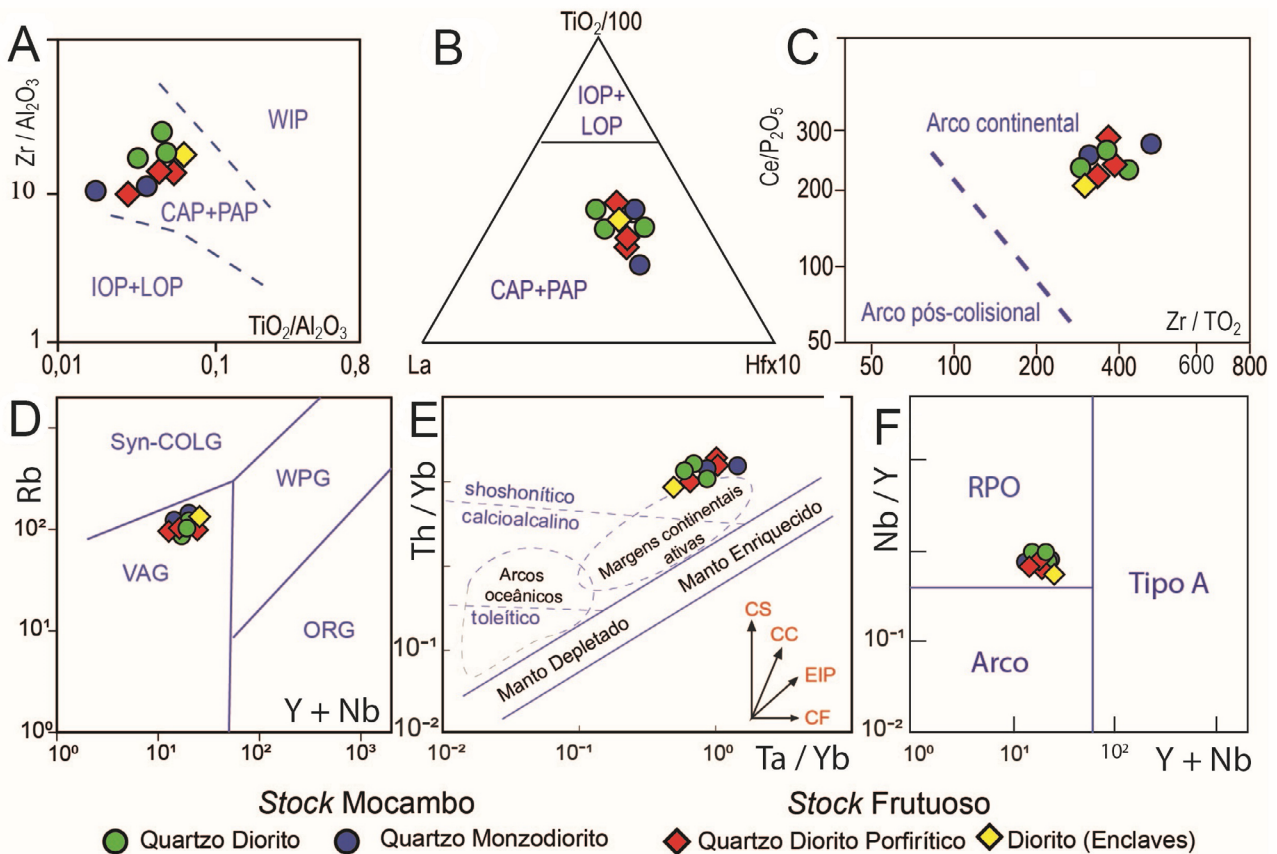 A
Zr / Al₂O₃
WIP
CAP+PAP
IOP+LOP
TiO₂/Al₂O₃
10
1
0,01
0,1
0,8
B
TiO₂/100
IOP+
LOP
CAP+PAP
La
Hfx10
C
Ce/P₂O₅
Arco continental
Arco pós-colisional
Zr / TO₂
300
200
100
50
50
100
200
400
600
800
D
Rb
Syn-COLG
WPG
VAG
ORG
Y + Nb
10²
10¹
10⁰
10⁰
10¹
10²
10³
E
Th / Yb
shoshonítico
calcioalcalino
Margens continentais
ativas
Arcos
oceânicos
toleítico
Manto Enriquecido
Manto Depletado
CS
CC
EIP
CF
10⁻¹
10⁻²
10⁻²
10⁻¹
10⁰
Ta / Yb
F
Nb / Y
RPO
Tipo A
Arco
10⁻¹
10⁻²
10⁰
10¹
10²
Y + Nb
Stock Mocambo
Stock Frutuoso
Quartzo Diorito
Quartzo Monzodiorito
Quartzo Diorito Porfirítico
Diorito (Enclaves)